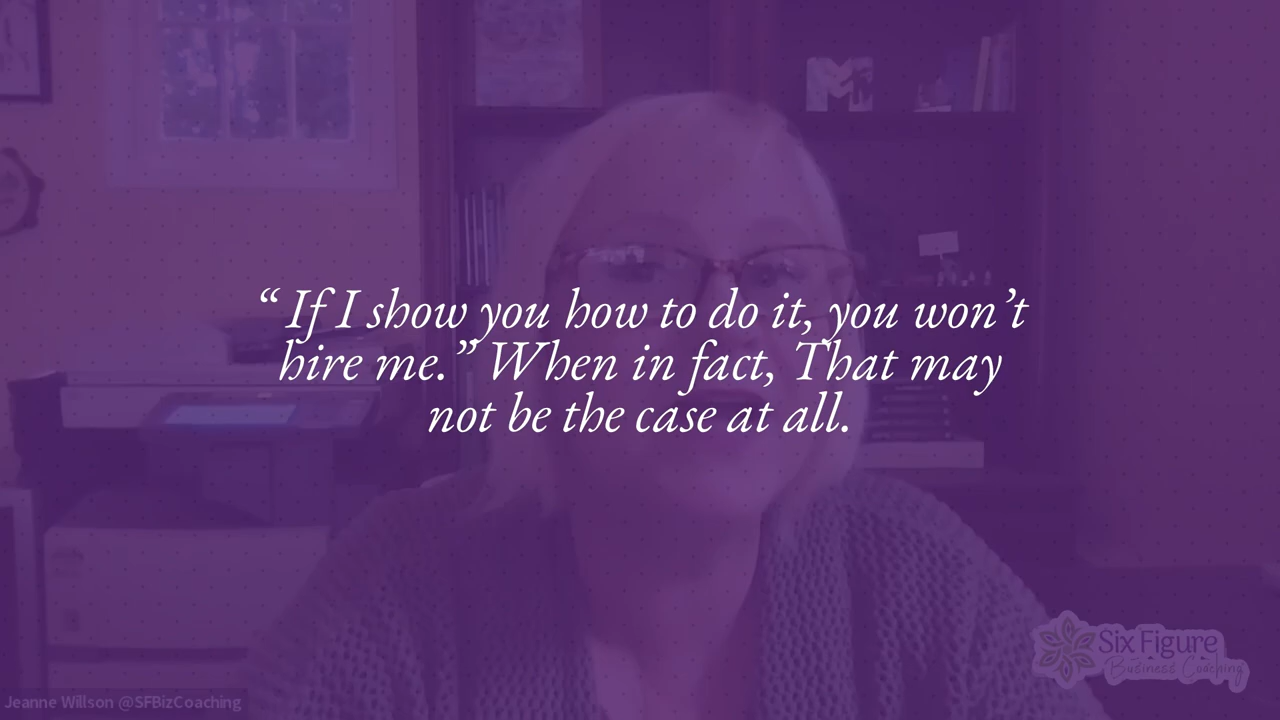 “ If I show you how to do it, you won’t
hire me.” When in fact, That may
not be the case at all.
Six Figure
Business Coaching
Jeanne Willson @SFBizCoaching